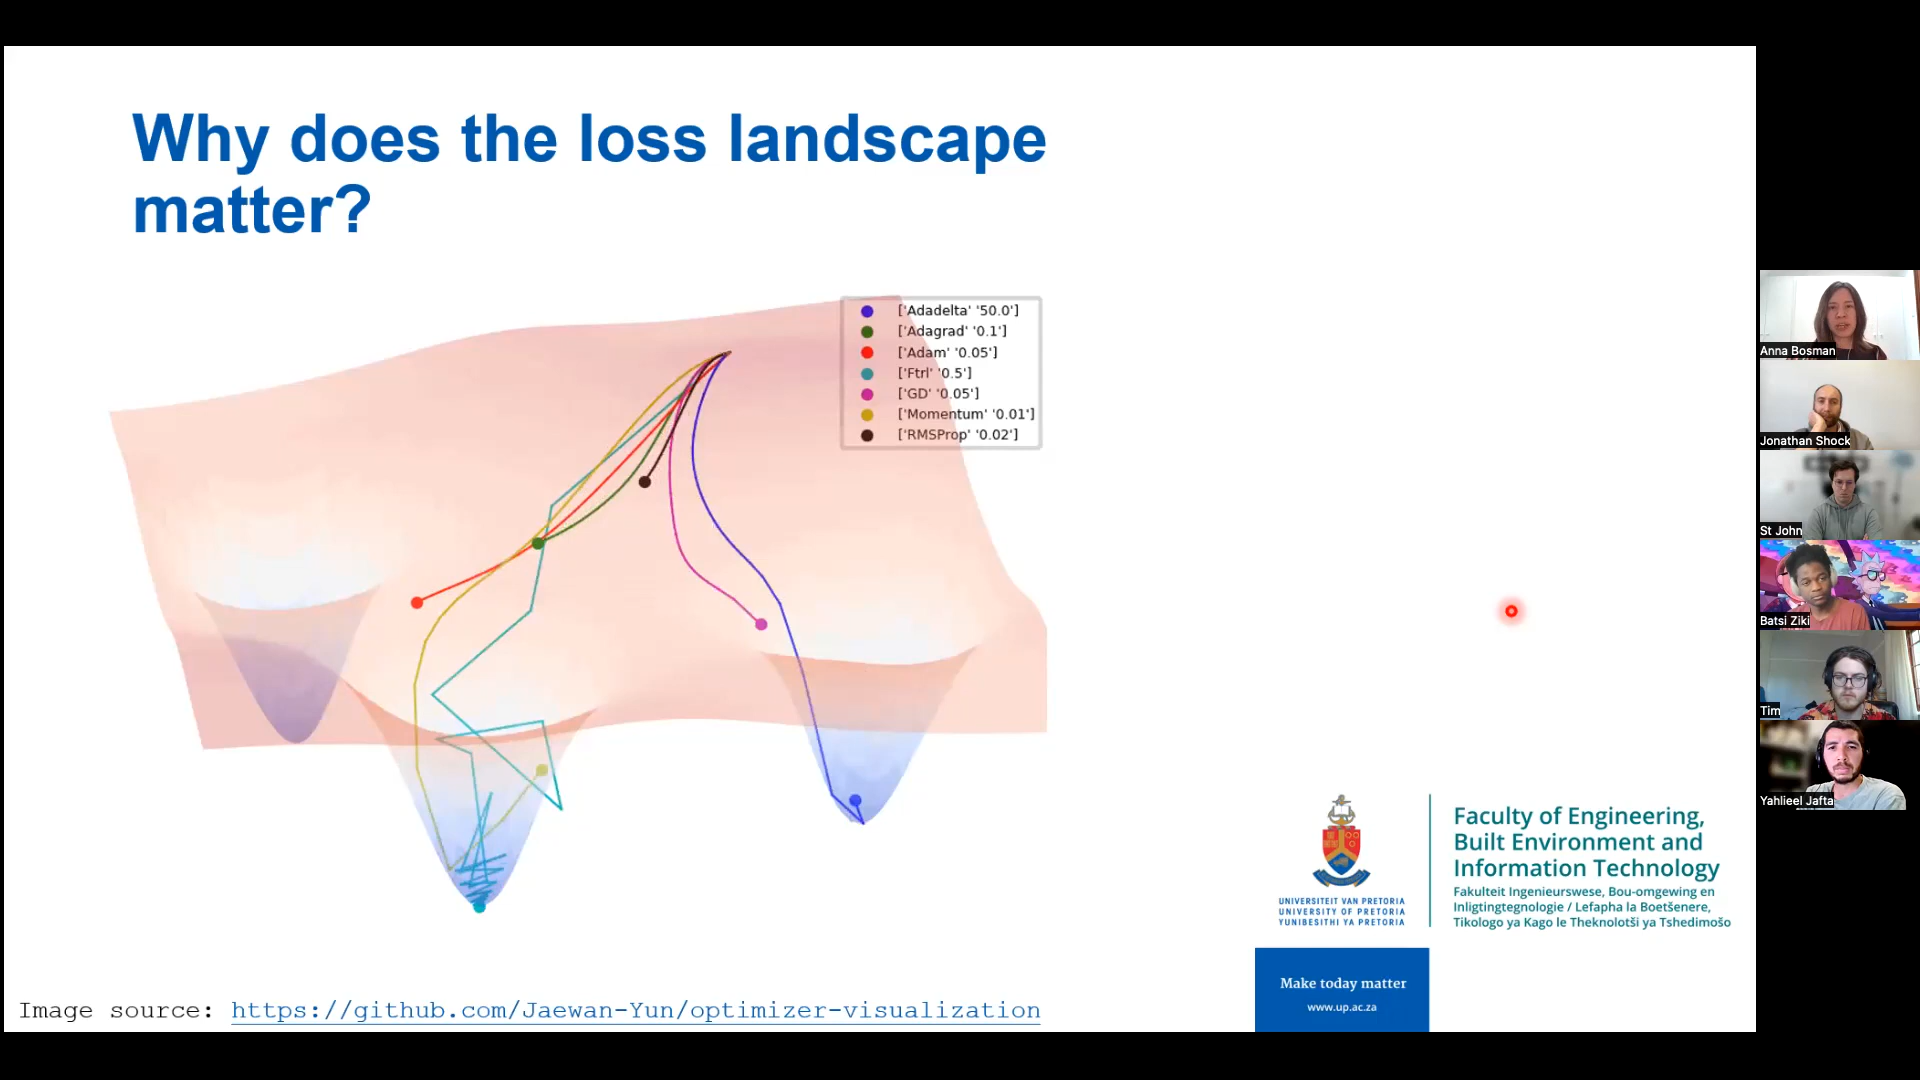 Why does the loss landscape
matter?
['Adadelta' '50.0']
['Adagrad' '0.1']
['Adam' '0.05']
['Ftrl' '0.5']
['GD' '0.05']
['Momentum' '0.01']
['RMSProp' '0.02']
Image source: https://github.com/Jaewan-Yun/optimizer-visualization
UNIVERSITEIT VAN PRETORIA
UNIVERSITY OF PRETORIA
YUNIBESITHI YA PRETORIA
Faculty of Engineering,
Built Environment and
Information Technology
Fakulteit Ingenieurswese, Bou-omgewing en
Inligtingtegnologie / Lefapha la Boetšenere,
Tikologo ya Kago le Theknolotši ya Tshedimošo
Make today matter
www.up.ac.za
Anna Bosman
Jonathan Shock
St John
Batsi Ziki
Tim
Yahlieel Jafta